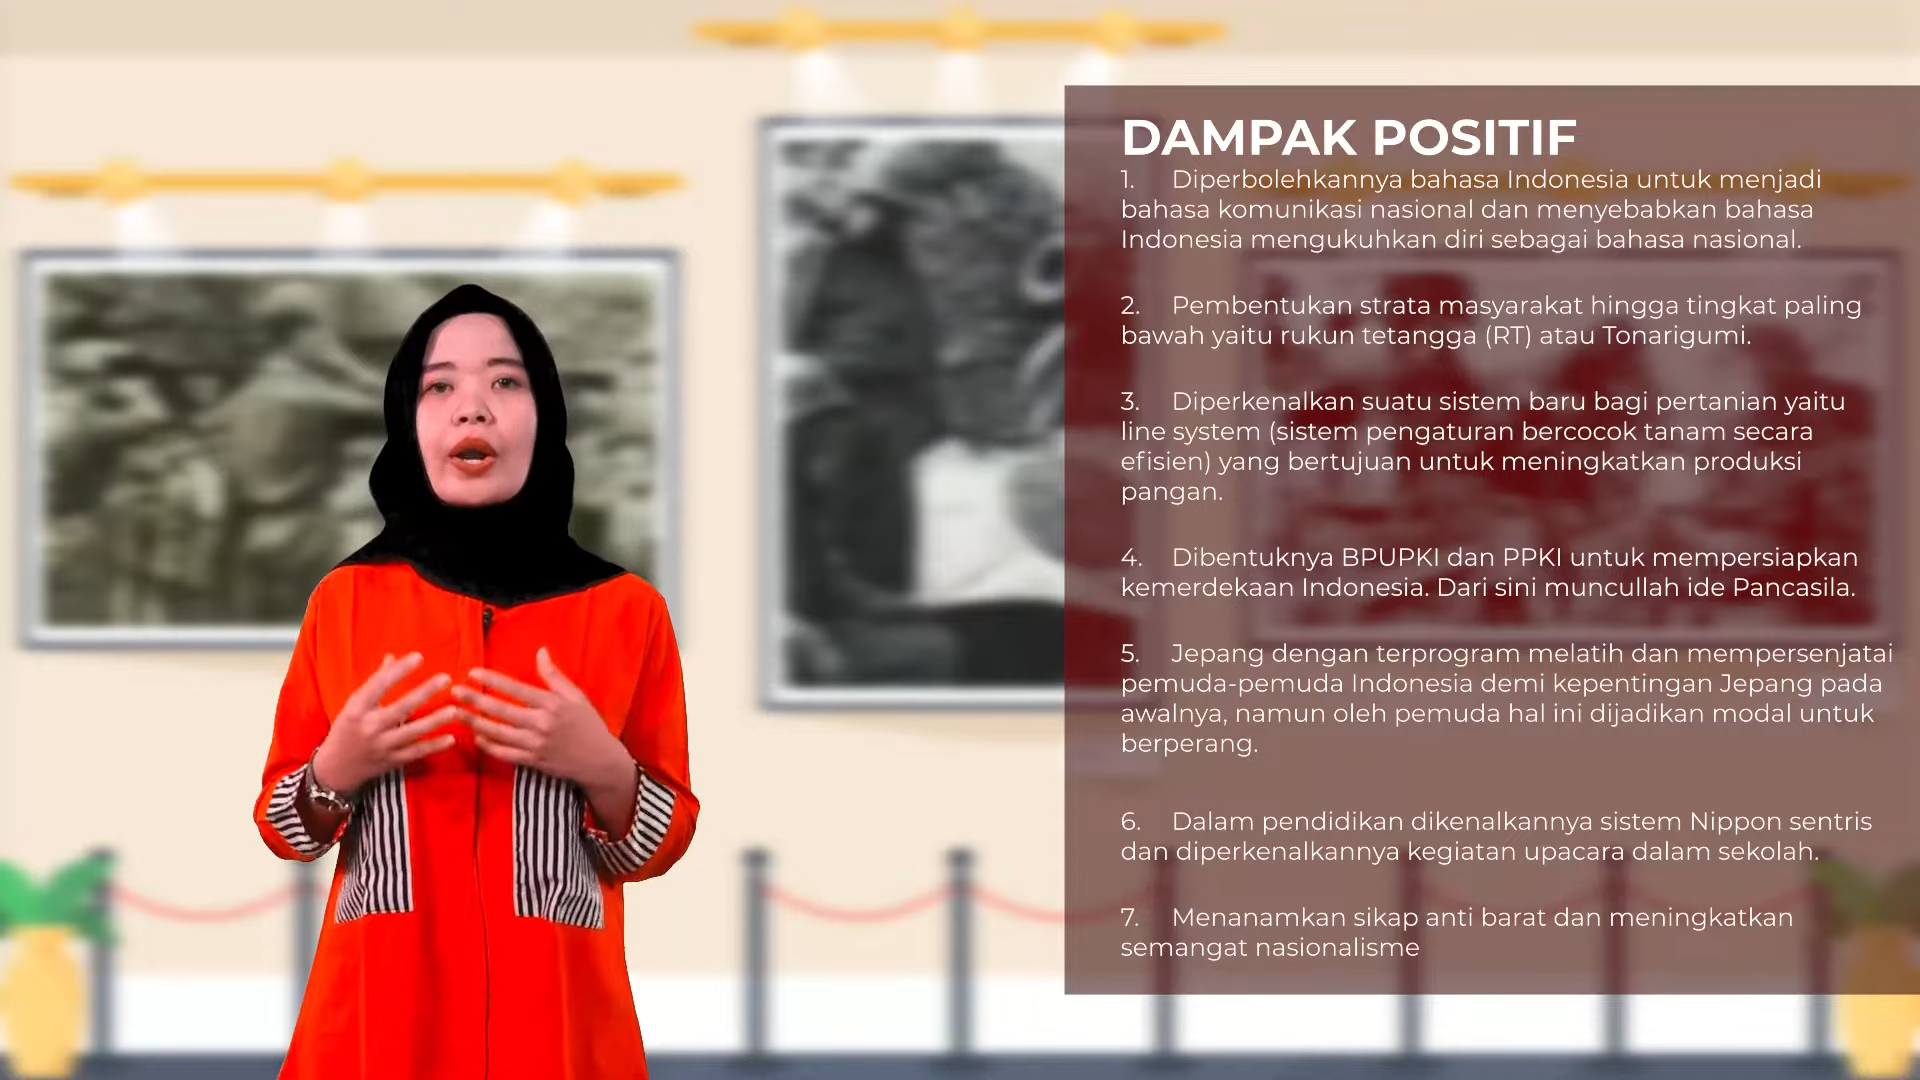 DAMPAK POSITIF
1. Diperbolehkannya bahasa Indonesia untuk menjadi
bahasa komunikasi nasional dan menyebabkan bahasa
Indonesia mengukuhkan diri sebagai bahasa nasional.
2. Pembentukan strata masyarakat hingga tingkat paling
bawah yaitu rukun tetangga (RT) atau Tonarigumi.
3. Diperkenalkan suatu sistem baru bagi pertanian yaitu
line system (sistem pengaturan bercocok tanam secara
efisien) yang bertujuan untuk meningkatkan produksi
pangan.
4. Dibentuknya BPUPKI dan PPKI untuk mempersiapkan
kemerdekaan Indonesia. Dari sini muncullah ide Pancasila.
5. Jepang dengan terprogram melatih dan mempersenjatai
pemuda-pemuda Indonesia demi kepentingan Jepang pada
awalnya, namun oleh pemuda hal ini dijadikan modal untuk
berperang.
6. Dalam pendidikan dikenalkannya sistem Nippon sentris
dan diperkenalkannya kegiatan upacara dalam sekolah.
7. Menanamkan sikap anti barat dan meningkatkan
semangat nasionalisme